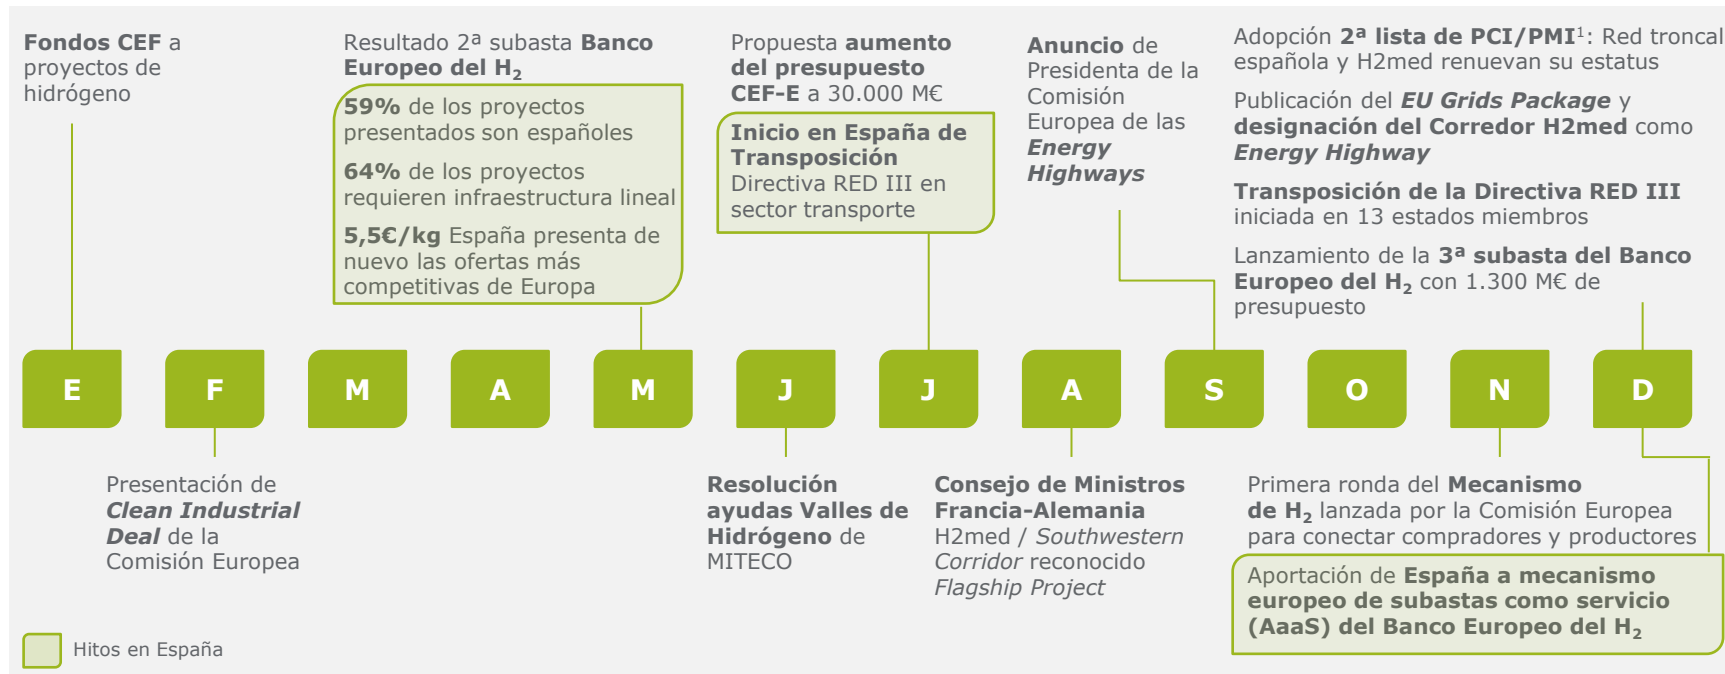 Fondos CEF a
proyectos de
hidrógeno
Resultado 2ª subasta Banco
Europeo del H₂
59% de los proyectos
presentados son españoles
64% de los proyectos
requieren infraestructura lineal
5,5€/kg España presenta de
nuevo las ofertas más
competitivas de Europa
Propuesta aumento
del presupuesto
CEF-E a 30.000 M€
Inicio en España de
Transposición
Directiva RED III en
sector transporte
Anuncio de
Presidenta de la
Comisión
Europea de las
Energy
Highways
Adopción 2ª lista de PCI/PMI¹: Red troncal
española y H2med renuevan su estatus
Publicación del EU Grids Package y
designación del Corredor H2med como
Energy Highway
Transposición de la Directiva RED III
iniciada en 13 estados miembros
Lanzamiento de la 3ª subasta del Banco
Europeo del H₂ con 1.300 M€ de
presupuesto
E F M A M J J A S O N D
Presentación de
Clean Industrial
Deal de la
Comisión Europea
Resolución
ayudas Valles de
Hidrógeno de
MITECO
Consejo de Ministros
Francia-Alemania
H2med / Southwestern
Corridor reconocido
Flagship Project
Primera ronda del Mecanismo
de H₂ lanzada por la Comisión Europea
para conectar compradores y productores
Aportación de España a mecanismo
europeo de subastas como servicio
(AaaS) del Banco Europeo del H₂
Hitos en España